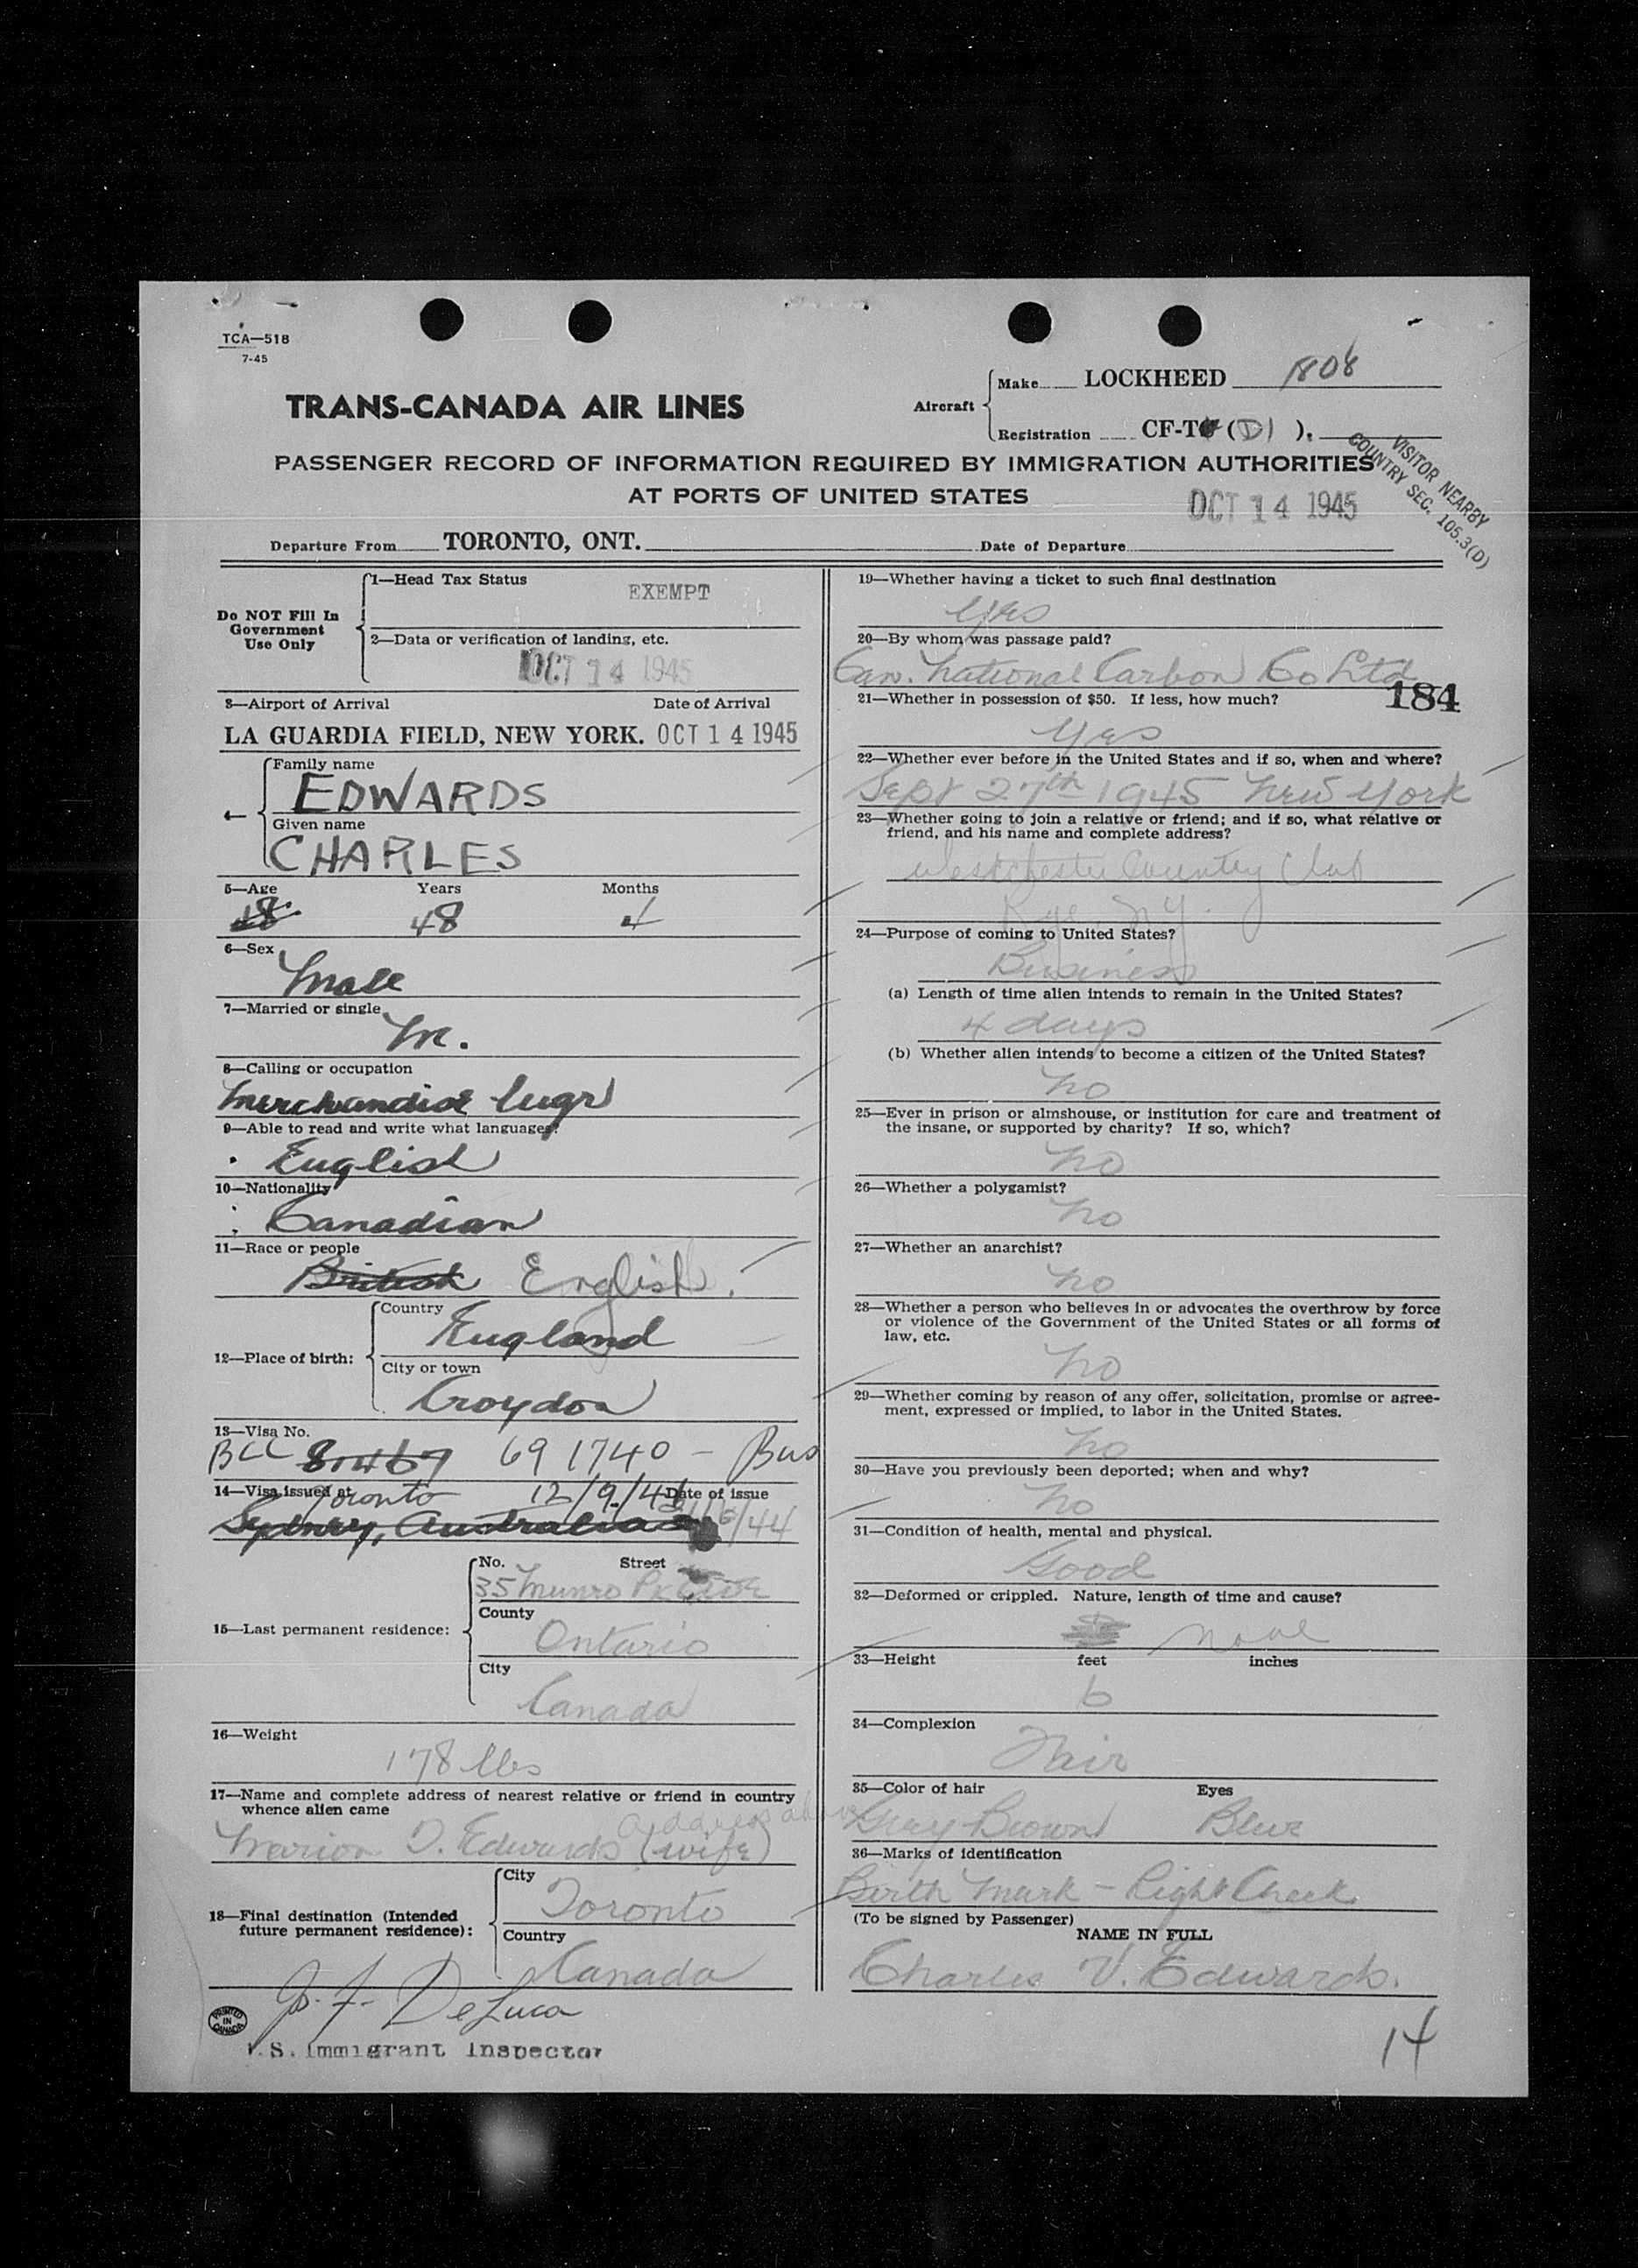 TCA—518
7-45
TRANS-CANADA AIR LINES
Aircraft
Make LOCKHEED 1808
Registration CF-T (D1 ).
PASSENGER RECORD OF INFORMATION REQUIRED BY IMMIGRATION AUTHORITIES
AT PORTS OF UNITED STATES
VISITOR NEARBY
COUNTRY SEC. 105.3(D)
OCT 14 1945
Departure From TORONTO, ONT. Date of Departure
Do NOT Fill In
Government
Use Only
1—Head Tax Status
EXEMPT
2—Data or verification of landing, etc.
OCT 14 1945
3—Airport of Arrival Date of Arrival
LA GUARDIA FIELD, NEW YORK. OCT 14 1945
Family name
EDWARDS
Given name
CHARLES
5—Age Years Months
48 4
6—Sex
Male
7—Married or single
M.
8—Calling or occupation
Merchandise
9—Able to read and write what languages?
English
10—Nationality
Canadian
11—Race or people
British English.
12—Place of birth:
Country
England
City or town
Croydon
13—Visa No.
BCC 691740 - Bus
14—Visa issued at Toronto 12/9/44 Date of issue
Sydney, Australia /44
15—Last permanent residence:
No. Street
35 Munro Pk Ave
County
Ontario
City
Canada
16—Weight
178 lbs
17—Name and complete address of nearest relative or friend in country
whence alien came
address above
Marion D. Edwards (wife)
18—Final destination (Intended
future permanent residence):
City
Toronto
Country
Canada
J. F. DeLuca
U.S. Immigrant Inspector
PRINTED
IN
CANADA
19—Whether having a ticket to such final destination
Yes
20—By whom was passage paid?
Can. National Carbon Co Ltd
184
21—Whether in possession of $50. If less, how much?
Yes
22—Whether ever before in the United States and if so, when and where?
Sept 27th 1945 New York
23—Whether going to join a relative or friend; and if so, what relative or
friend, and his name and complete address?
Westchester Country Club
Rye N.Y.
24—Purpose of coming to United States?
Business
(a) Length of time alien intends to remain in the United States?
4 days
(b) Whether alien intends to become a citizen of the United States?
No
25—Ever in prison or almshouse, or institution for care and treatment of
the insane, or supported by charity? If so, which?
No
26—Whether a polygamist?
No
27—Whether an anarchist?
No
28—Whether a person who believes in or advocates the overthrow by force
or violence of the Government of the United States or all forms of
law, etc.
No
29—Whether coming by reason of any offer, solicitation, promise or agree-
ment, expressed or implied, to labor in the United States.
No
30—Have you previously been deported; when and why?
No
31—Condition of health, mental and physical.
Good
32—Deformed or crippled. Nature, length of time and cause?
None
33—Height feet inches
6
34—Complexion
Fair
35—Color of hair Eyes
Gray Brown Blue
36—Marks of identification
Birth Mark - Right Cheek
(To be signed by Passenger)
NAME IN FULL
Charles V. Edwards.
14